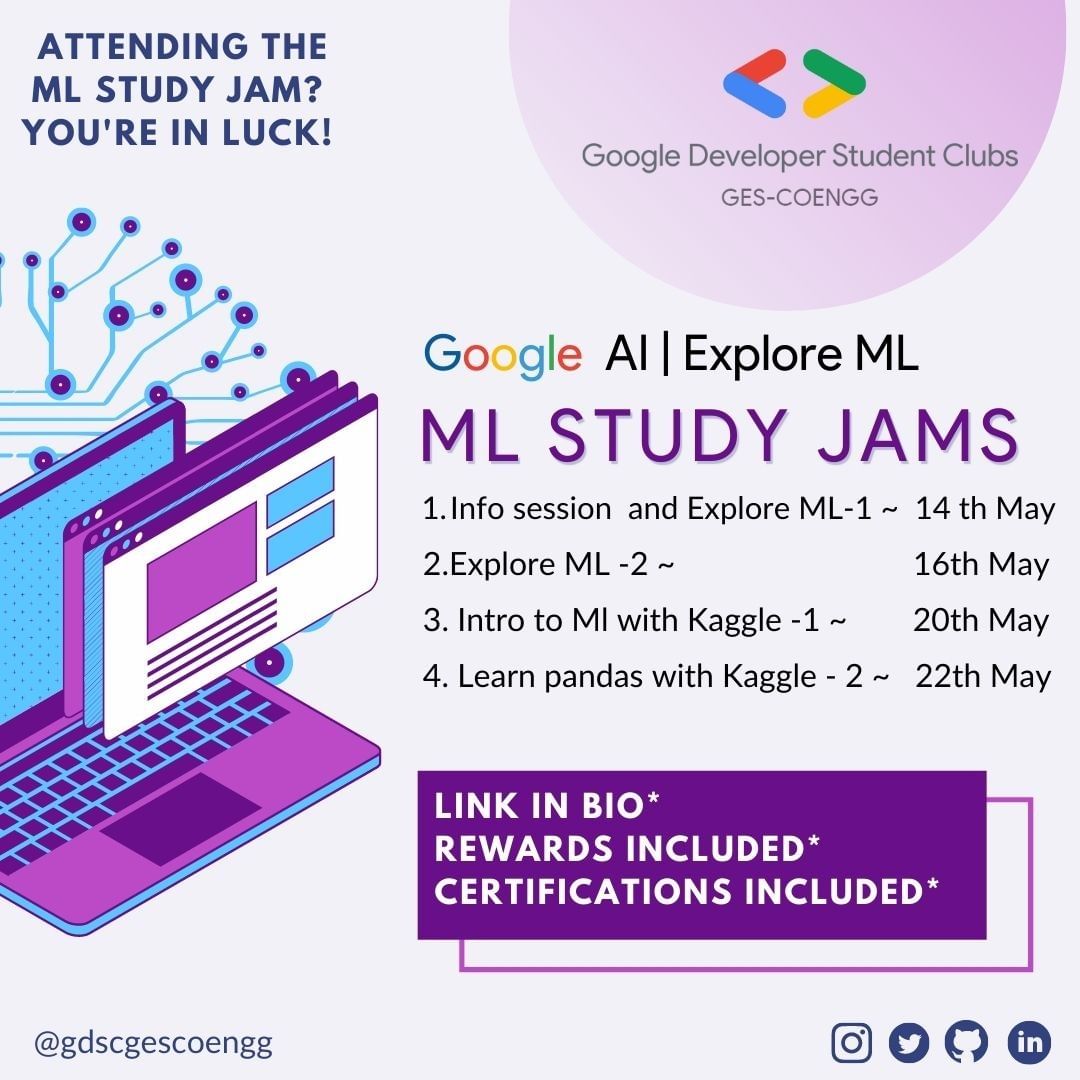 ATTENDING THE
ML STUDY JAM?
YOU'RE IN LUCK!
Google Developer Student Clubs
GES-COENGG
Google AI | Explore ML
ML STUDY JAMS
1.Info session and Explore ML-1 ~ 14 th May
2.Explore ML -2 ~ 16th May
3. Intro to Ml with Kaggle -1 ~ 20th May
4. Learn pandas with Kaggle - 2 ~ 22th May
LINK IN BIO*
REWARDS INCLUDED*
CERTIFICATIONS INCLUDED*
@gdscgescoengg
in